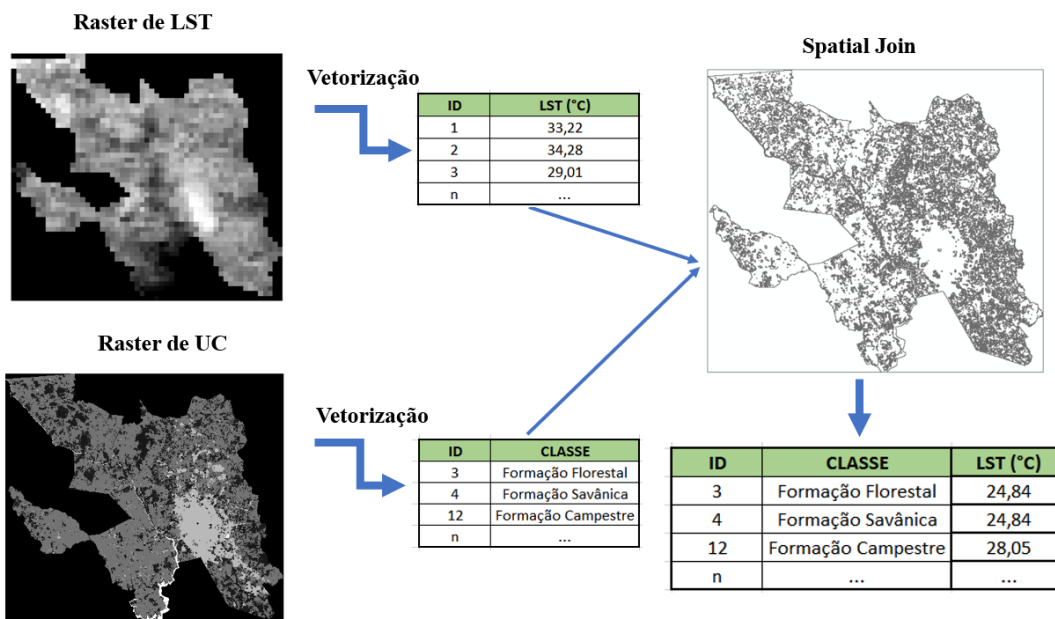 Raster de LST
Vetorização
ID LST (°C)
1 33,22
2 34,28
3 29,01
n ...
Spatial Join
Raster de UC
Vetorização
ID CLASSE
3 Formação Florestal
4 Formação Savânica
12 Formação Campestre
n ...
ID CLASSE LST (°C)
3 Formação Florestal 24,84
4 Formação Savânica 24,84
12 Formação Campestre 28,05
n ... ...